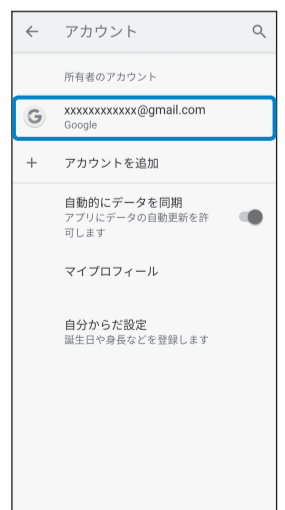 アカウント
所有者のアカウント
G
xxxxxxxxxxxx@gmail.com
Google
アカウントを追加
自動的にデータを同期
アプリにデータの自動更新を許
可します
マイプロフィール
自分からだ設定
誕生日や身長などを登録します